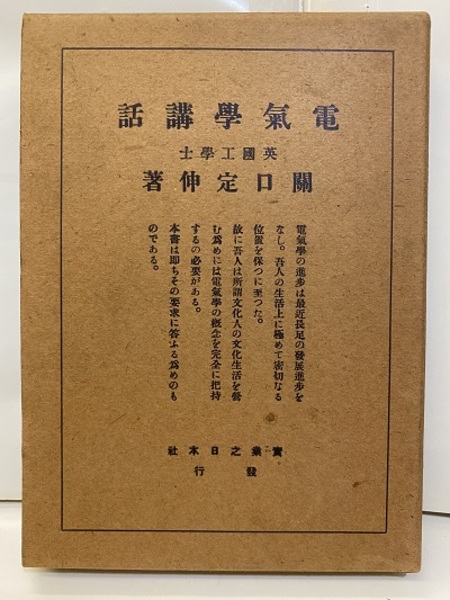 電氣學講話
英國工學士
關口定伸著
電氣學の進步は最近長足の發展進步を
なし。吾人の生活上に極めて密切なる
位置を保つに至つた。
故に吾人は所謂文化人の文化生活を營
む爲めには電氣學の概念を完全に把持
するの必要がある。
本書は卽ちその要求に答ふる爲めのも
のである。
實業之日本社
發行